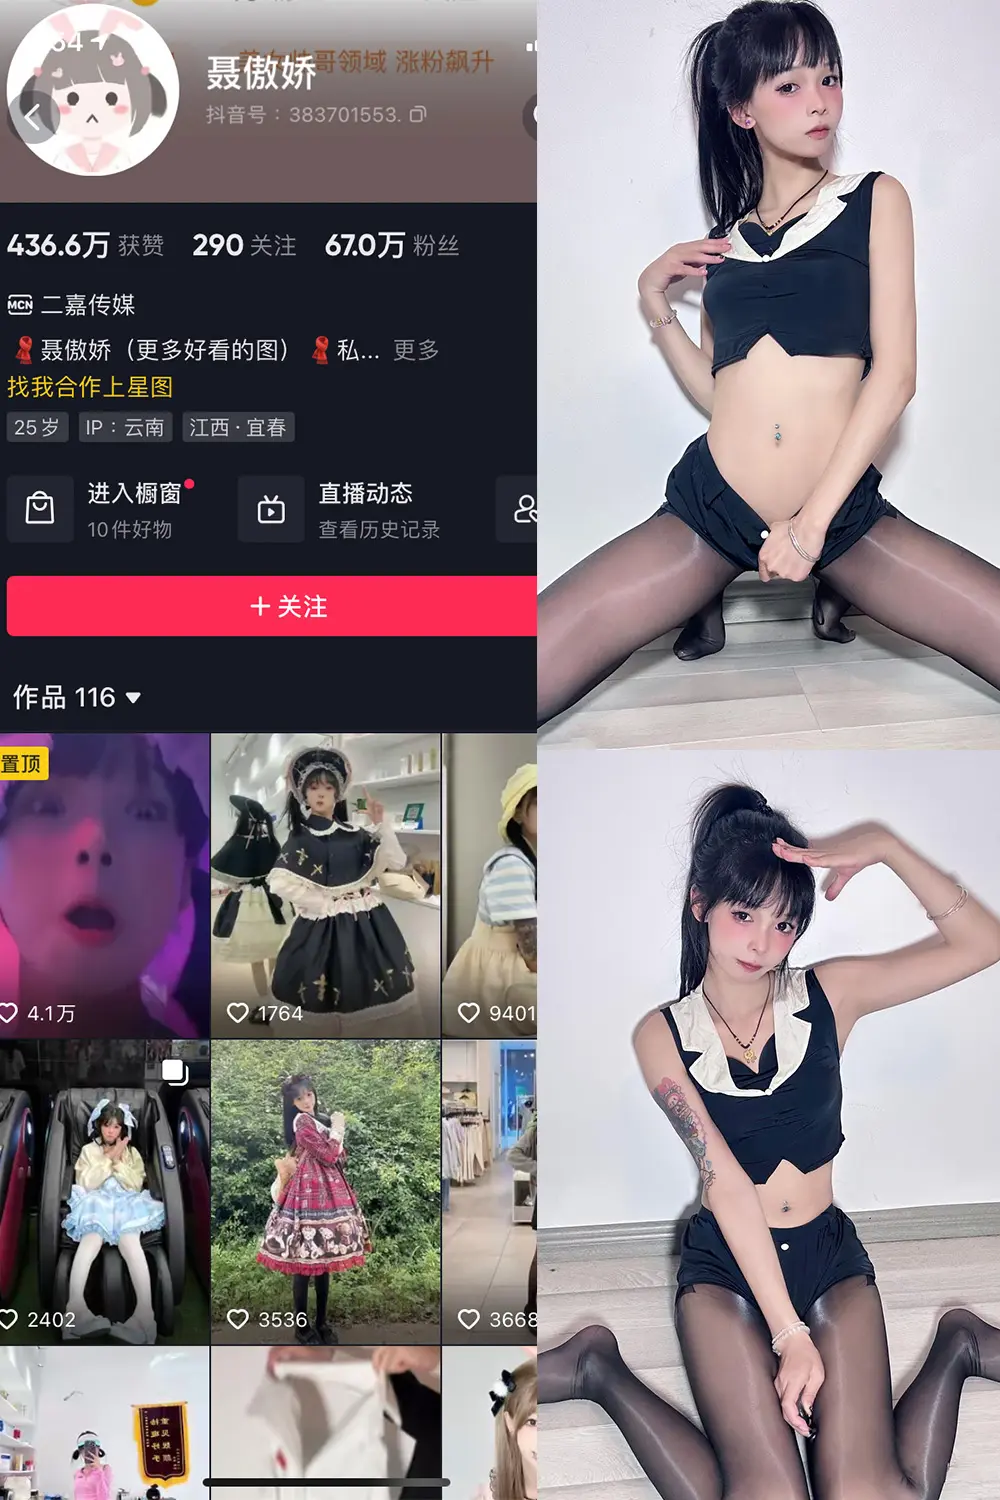 聂傲娇
哥领域 涨粉飙升
抖音号：383701553.
436.6万 获赞 290 关注 67.0万 粉丝
MCN 二嘉传媒
聂傲娇（更多好看的图） 私... 更多
找我合作上星图
25岁 IP：云南 江西·宜春
进入橱窗 直播动态
10件好物 查看历史记录
+ 关注
作品 116
置顶
4.1万 1764 9401
2402 3536 3668